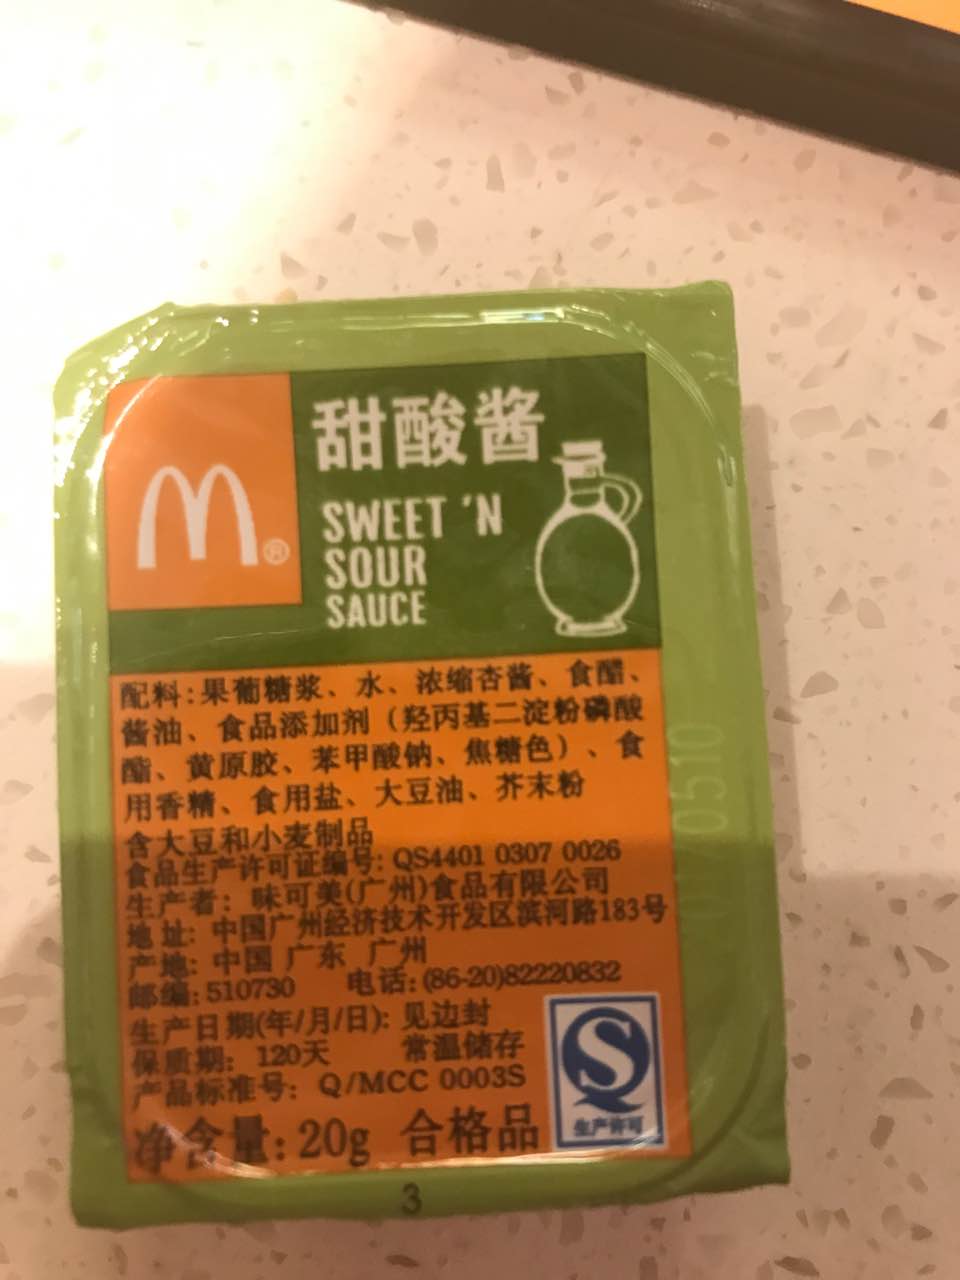 甜酸酱
SWEET 'N
SOUR
SAUCE
M®
配料:果葡糖浆、水、浓缩杏酱、食醋、
酱油、食品添加剂(羟丙基二淀粉磷酸
酯、黄原胶、苯甲酸钠、焦糖色)、食
用香精、食用盐、大豆油、芥末粉
含大豆和小麦制品
食品生产许可证编号: QS4401 0307 0026
生产者: 味可美(广州)食品有限公司
地址: 中国广州经济技术开发区滨河路183号
产地: 中国 广东 广州
邮编: 510730 电话: (86-20)82220832
生产日期(年/月/日): 见边封
保质期: 120天 常温储存
产品标准号: Q/MCC 0003S
净含量: 20g 合格品
生产许可
3
0510